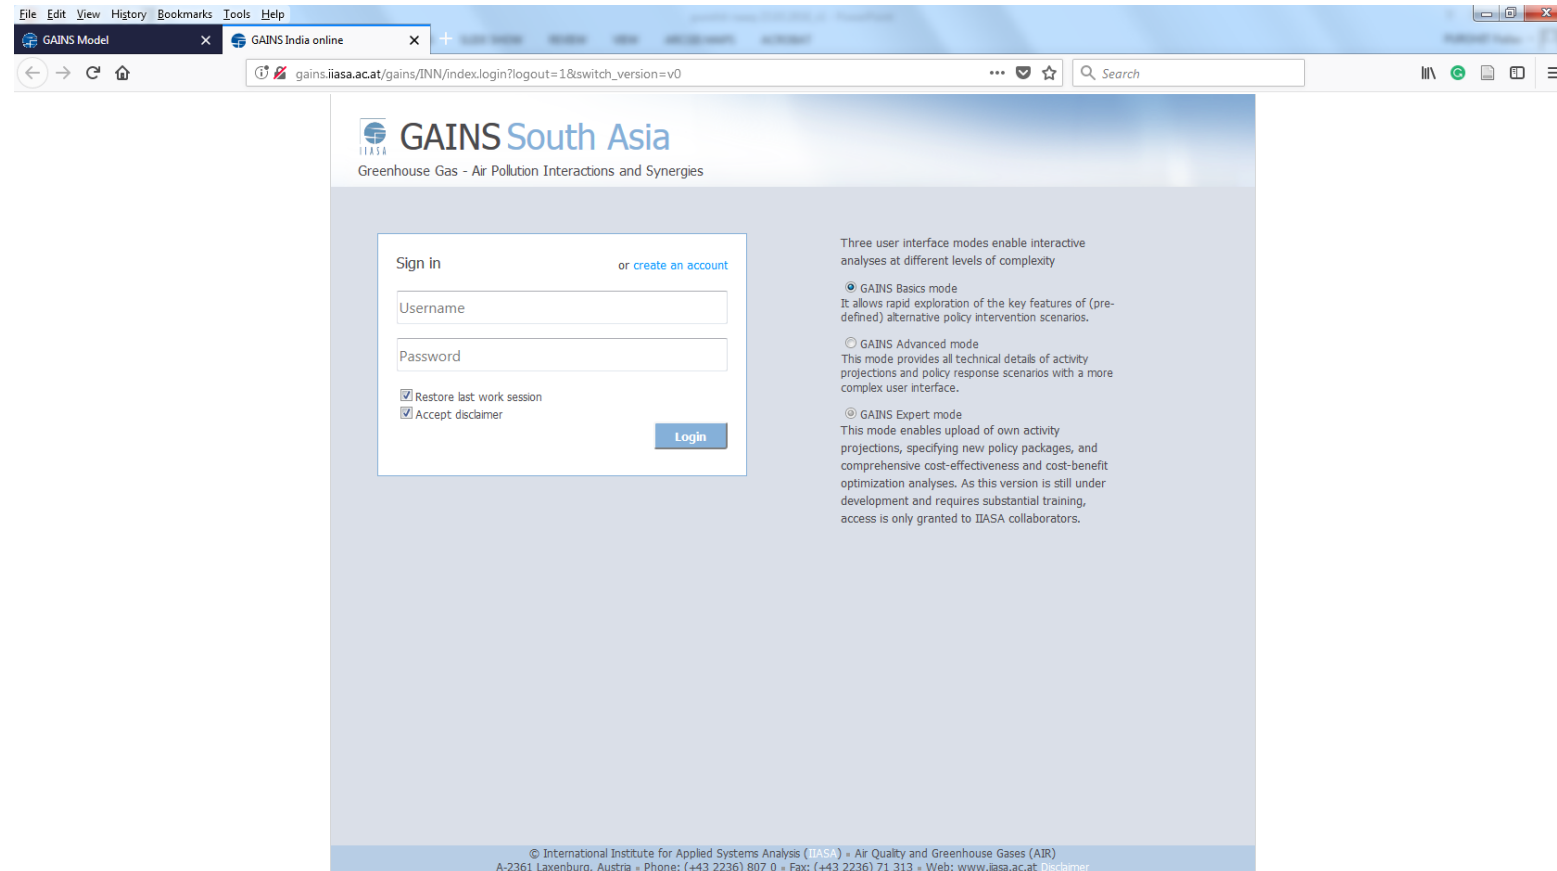 File Edit View History Bookmarks Tools Help
GAINS Model
GAINS India online
gains.iiasa.ac.at/gains/INN/index.login?logout=1&switch_version=v0
Search
IIASA
GAINS South Asia
Greenhouse Gas - Air Pollution Interactions and Synergies
Sign in
or create an account
Username
Password
Restore last work session
Accept disclaimer
Login
Three user interface modes enable interactive
analyses at different levels of complexity
GAINS Basics mode
It allows rapid exploration of the key features of (pre-
defined) alternative policy intervention scenarios.
GAINS Advanced mode
This mode provides all technical details of activity
projections and policy response scenarios with a more
complex user interface.
GAINS Expert mode
This mode enables upload of own activity
projections, specifying new policy packages, and
comprehensive cost-effectiveness and cost-benefit
optimization analyses. As this version is still under
development and requires substantial training,
access is only granted to IIASA collaborators.
© International Institute for Applied Systems Analysis (IIASA) • Air Quality and Greenhouse Gases (AIR)
A-2361 Laxenburg, Austria • Phone: (+43 2236) 807 0 • Fax: (+43 2236) 71 313 • Web: www.iiasa.ac.at Disclaimer